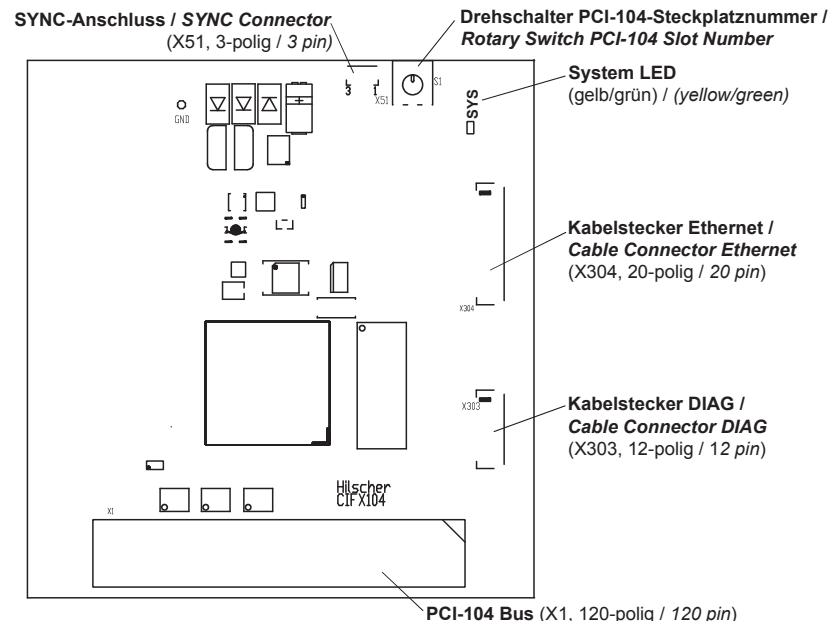 SYNC-Anschluss / SYNC Connector
(X51, 3-polig / 3 pin)
Drehschalter PCI-104-Steckplatznummer /
Rotary Switch PCI-104 Slot Number
System LED
(gelb/grün) / (yellow/green)
GND
3 1
X51
S1
SYS
Kabelstecker Ethernet /
Cable Connector Ethernet
(X304, 20-polig / 20 pin)
X304
X303
Kabelstecker DIAG /
Cable Connector DIAG
(X303, 12-polig / 12 pin)
Hilscher
CIFX104
X1
PCI-104 Bus (X1, 120-polig / 120 pin)